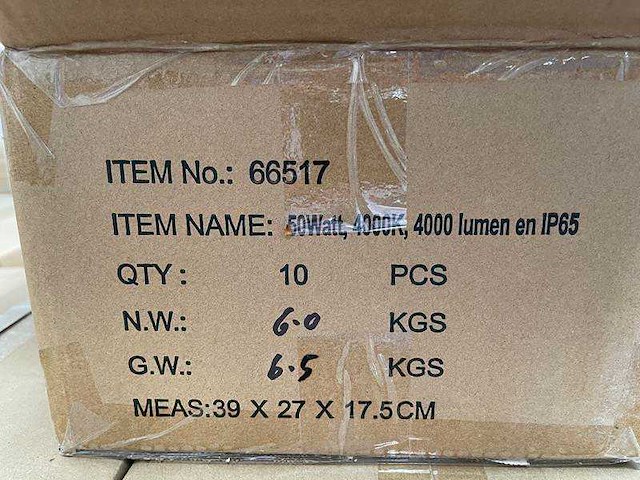 ITEM No.: 66517
ITEM NAME: 50Watt, 4000K, 4000 lumen en IP65
QTY: 10 PCS
N.W.: 6.0 KGS
G.W.: 6.5 KGS
MEAS:39 X 27 X 17.5CM